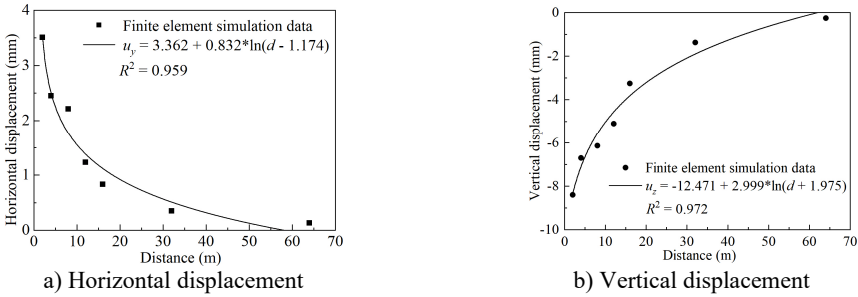 4
3
2
1
0
0 10 20 30 40 50 60 70
Horizontal displacement (mm)
Distance (m)
Finite element simulation data
u_y = 3.362 + 0.832*ln(d - 1.174)
R² = 0.959
a) Horizontal displacement
0
-2
-4
-6
-8
-10
0 10 20 30 40 50 60 70
Vertical displacement (mm)
Distance (m)
Finite element simulation data
u_z = -12.471 + 2.999*ln(d + 1.975)
R² = 0.972
b) Vertical displacement